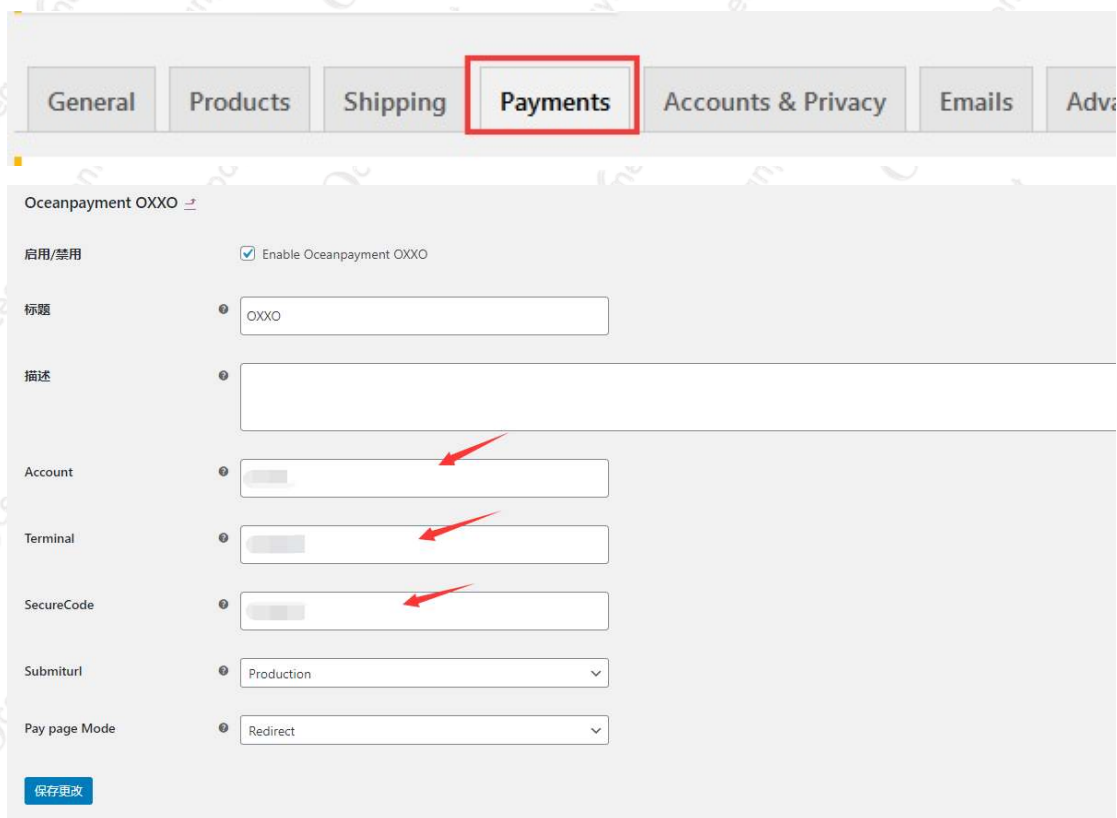 General Products Shipping Payments Accounts & Privacy Emails Adva
Oceanpayment OXXO
启用/禁用 Enable Oceanpayment OXXO
标题 OXXO
描述
Account
Terminal
SecureCode
Submiturl Production
Pay page Mode Redirect
保存更改